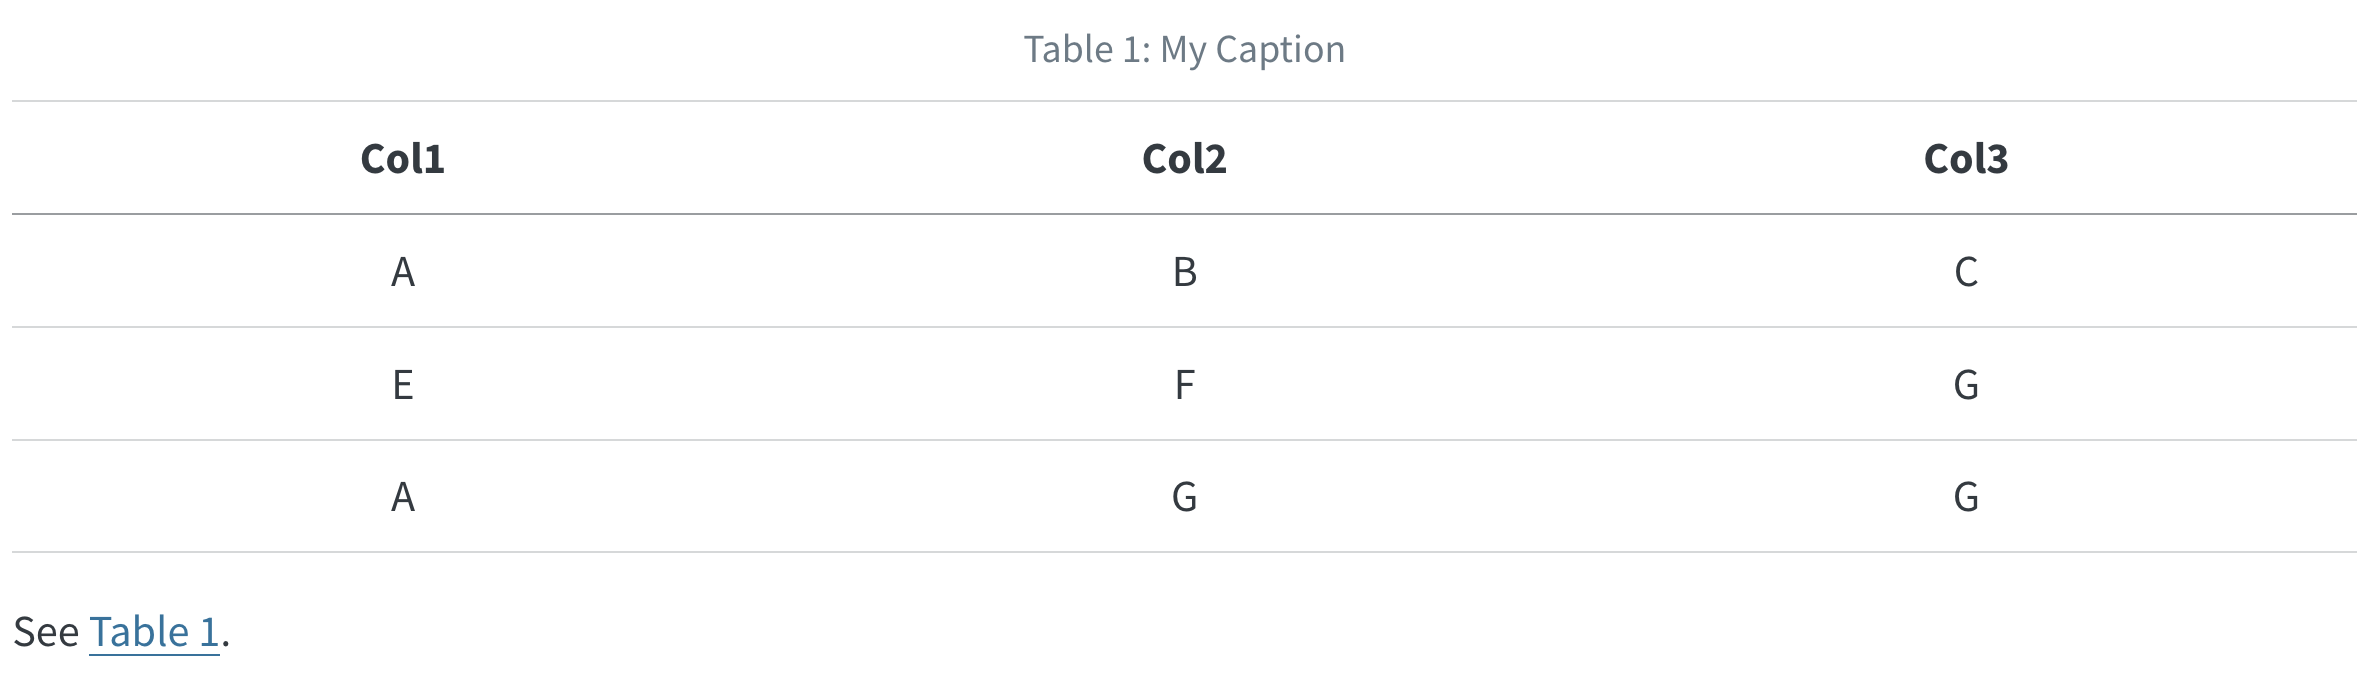 Table 1: My Caption
Col1 Col2 Col3
A B C
E F G
A G G
See Table 1.